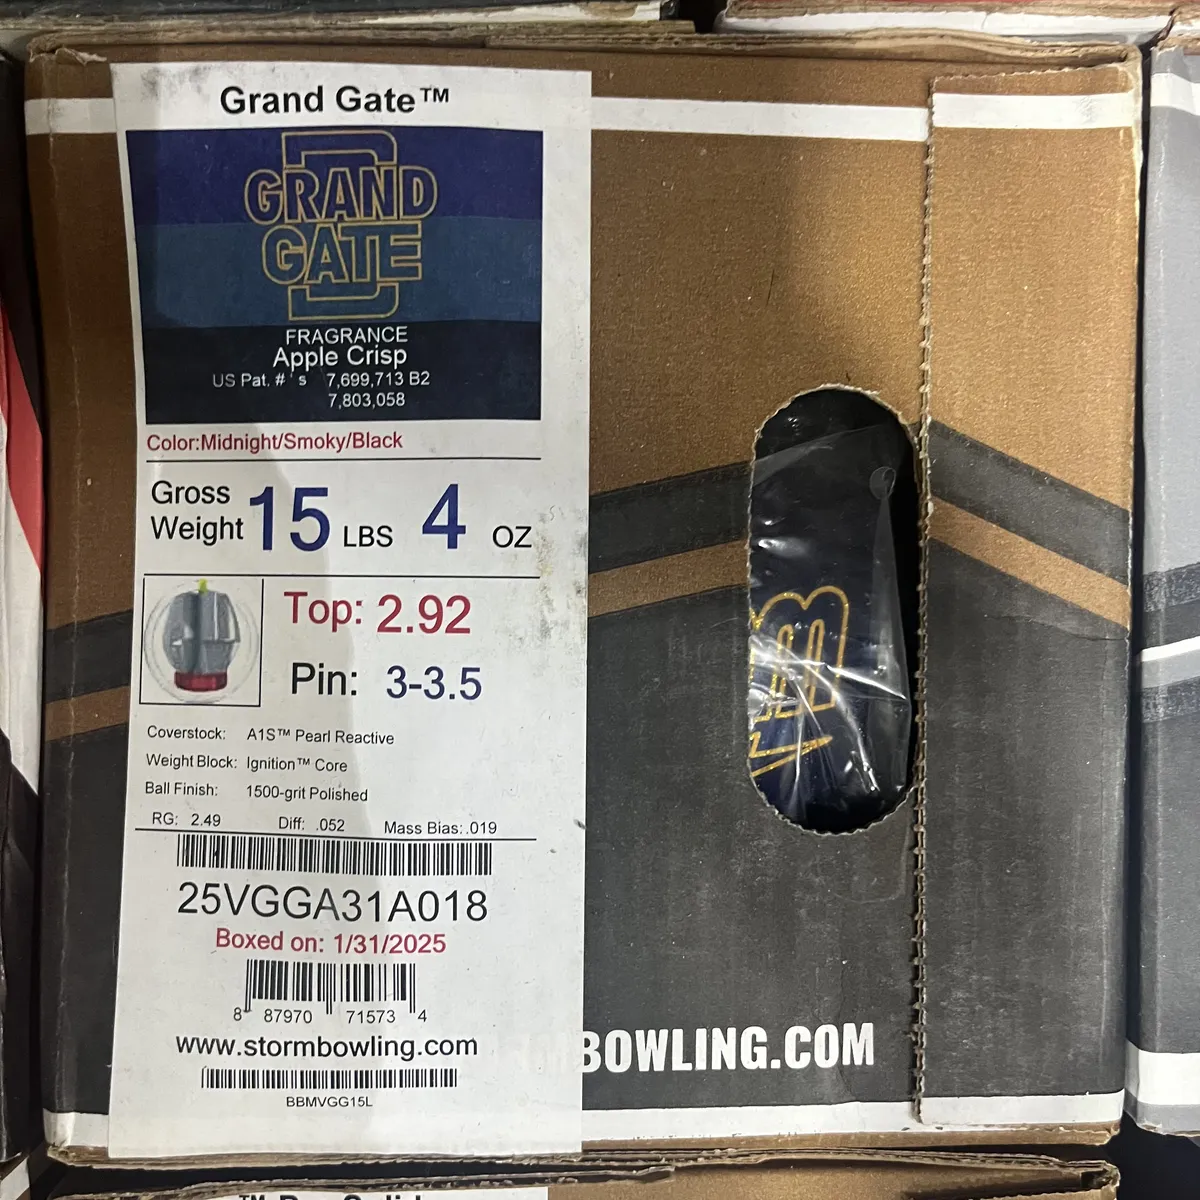 Grand Gate™
GRAND
GATE
FRAGRANCE
Apple Crisp
US Pat. #'s 7,699,713 B2
7,803,058
Color:Midnight/Smoky/Black
Gross
Weight 15 LBS 4 OZ
Top: 2.92
Pin: 3-3.5
Coverstock: A1S™ Pearl Reactive
Weight Block: Ignition™ Core
Ball Finish: 1500-grit Polished
RG: 2.49 Diff: .052 Mass Bias: .019
25VGGA31A018
Boxed on: 1/31/2025
8 87970 71573 4
www.stormbowling.com
BBMVGG15L
BOWLING.COM